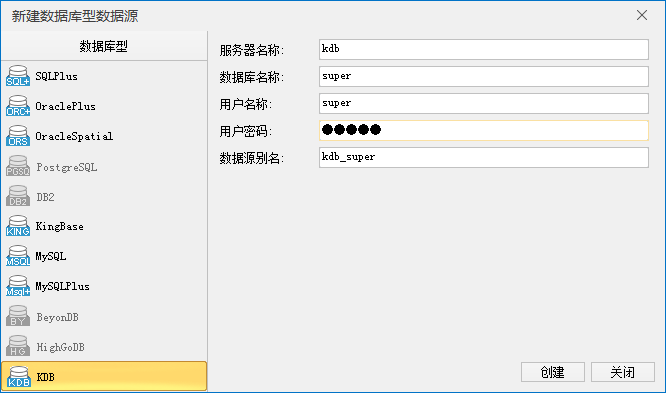 新建数据库型数据源
数据库型
SQL+ SQLPlus
ORC+ OraclePlus
ORS OracleSpatial
PGSQ PostgreSQL
DB2 DB2
KING KingBase
MSQL MySQL
Msql+ MySQLPlus
BY BeyonDB
HG HighGoDB
KDB KDB
服务器名称: kdb
数据库名称: super
用户名称: super
用户密码: ●●●●●
数据源别名: kdb_super
创建 关闭